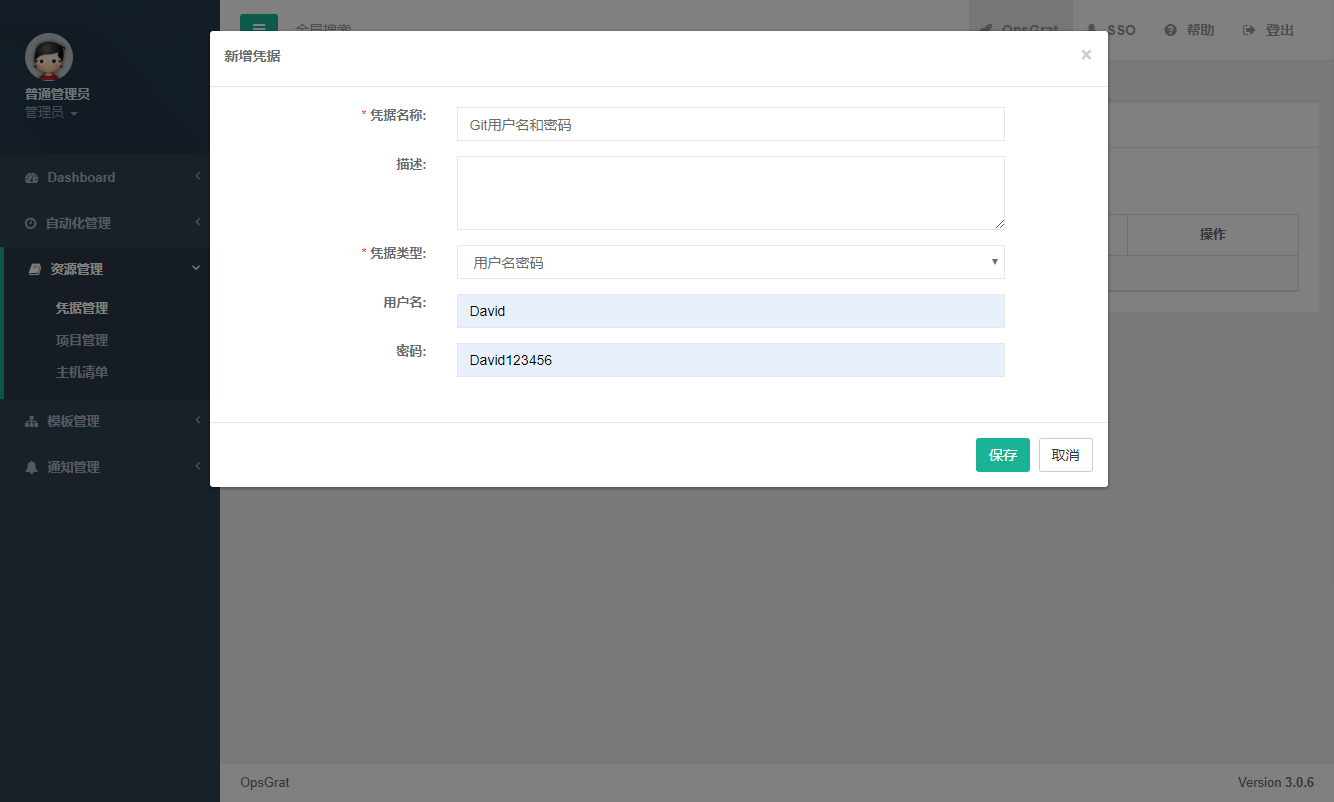 全局搜索
OpsGrat
SSO
帮助
登出
普通管理员
管理员
Dashboard
自动化管理
资源管理
凭据管理
项目管理
主机清单
模板管理
通知管理
新增凭据
×
* 凭据名称:
Git用户名和密码
描述:
* 凭据类型:
用户名密码
用户名:
David
密码:
David123456
保存
取消
操作
OpsGrat
Version 3.0.6